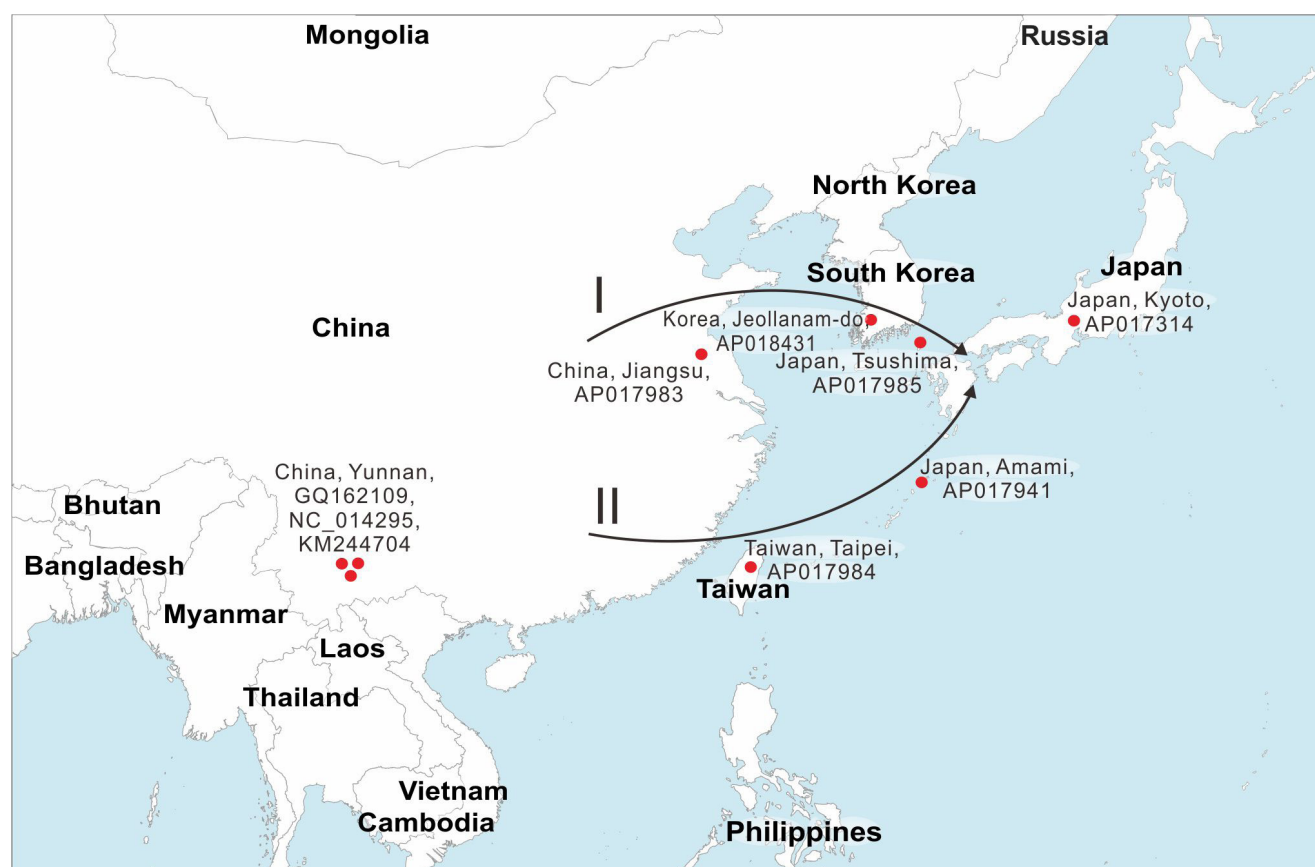 Mongolia
Russia
North Korea
South Korea
Japan
I
Japan, Kyoto,
AP017314
China
Korea, Jeollanam-do,
AP018431
Japan, Tsushima,
AP017985
China, Jiangsu,
AP017983
China, Yunnan,
GQ162109,
NC_014295,
KM244704
Japan, Amami,
AP017941
Bhutan
II
Bangladesh
Taiwan, Taipei,
AP017984
Taiwan
Myanmar
Laos
Thailand
Vietnam
Cambodia
Philippines